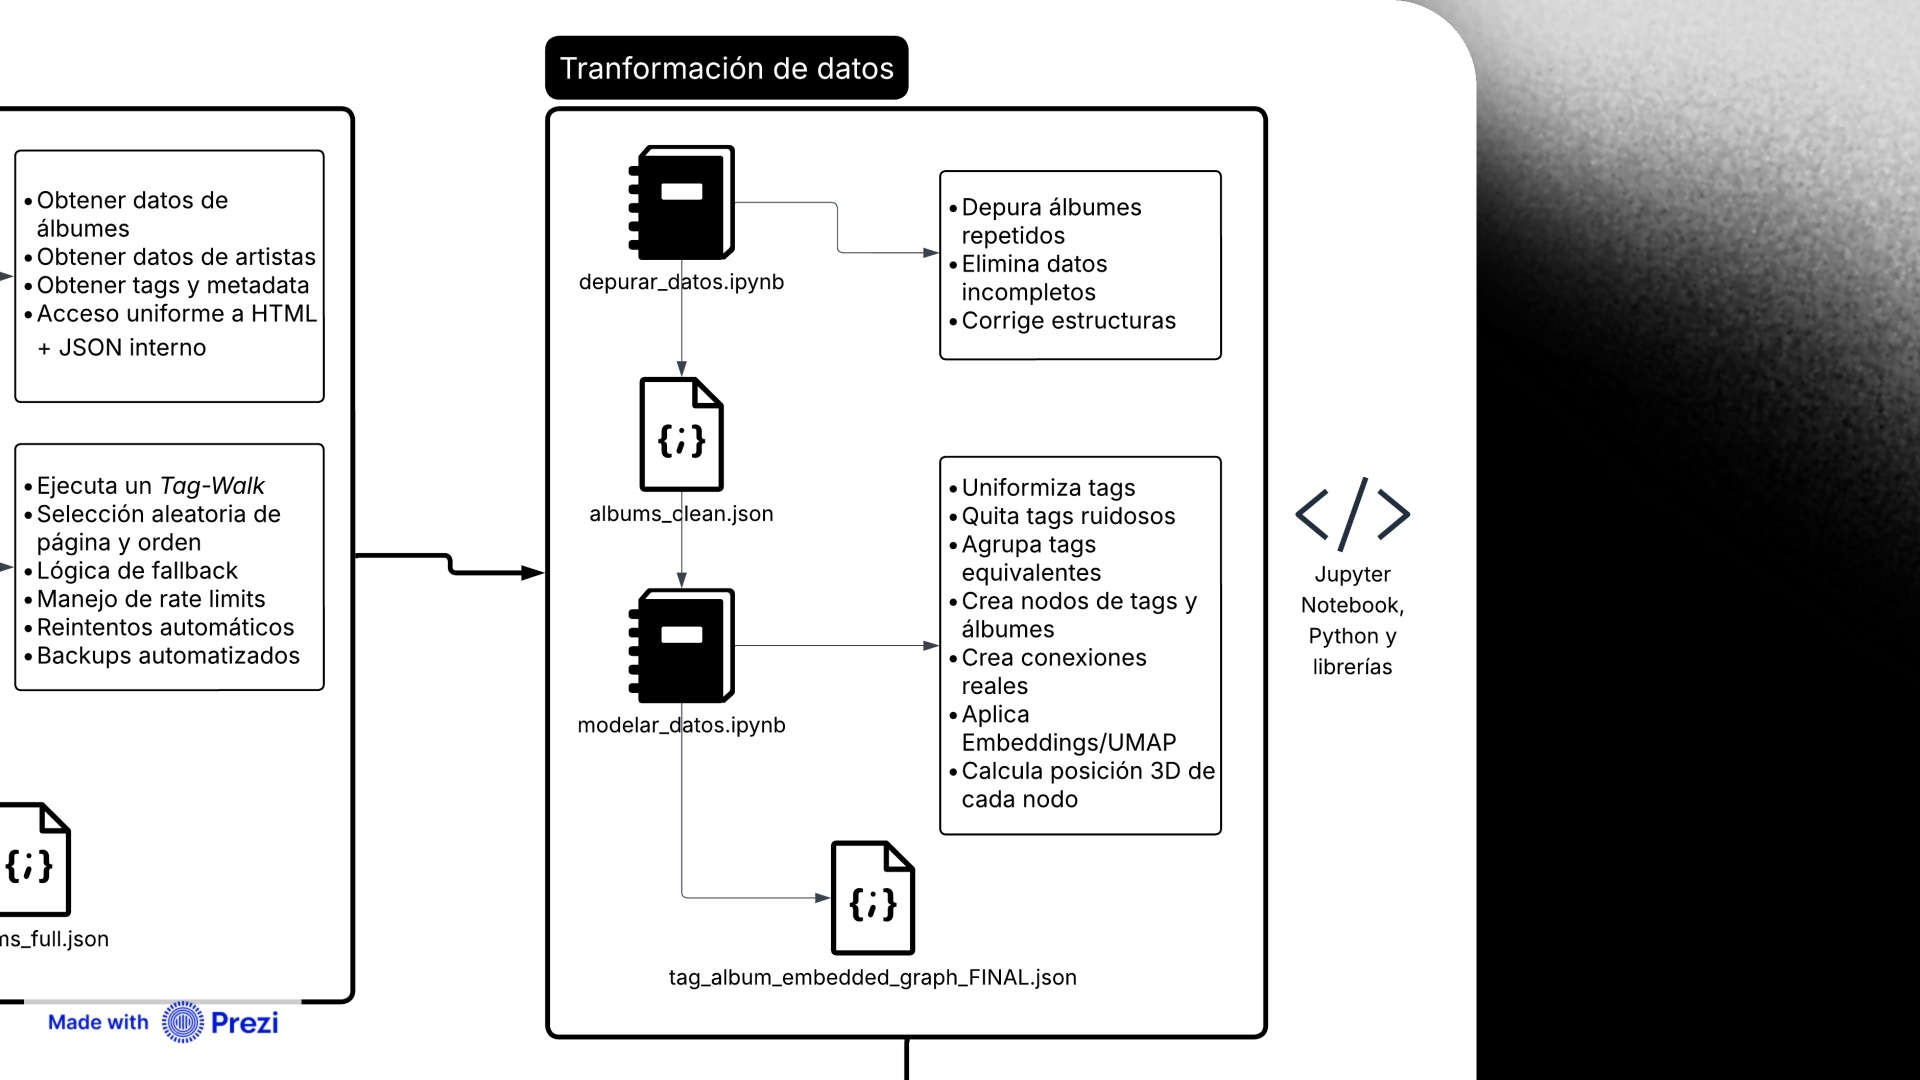 Tranformación de datos
•Obtener datos de
álbumes
•Obtener datos de artistas
•Obtener tags y metadata
•Acceso uniforme a HTML
+ JSON interno
•Ejecuta un Tag-Walk
•Selección aleatoria de
página y orden
•Lógica de fallback
•Manejo de rate limits
•Reintentos automáticos
•Backups automatizados
ms_full.json
depurar_datos.ipynb
•Depura álbumes
repetidos
•Elimina datos
incompletos
•Corrige estructuras
{;}
albums_clean.json
modelar_datos.ipynb
•Uniformiza tags
•Quita tags ruidosos
•Agrupa tags
equivalentes
•Crea nodos de tags y
álbumes
•Crea conexiones
reales
•Aplica
Embeddings/UMAP
•Calcula posición 3D de
cada nodo
{;}
{;}
tag_album_embedded_graph_FINAL.json
</>
Jupyter
Notebook,
Python y
librerías
Made with Prezi